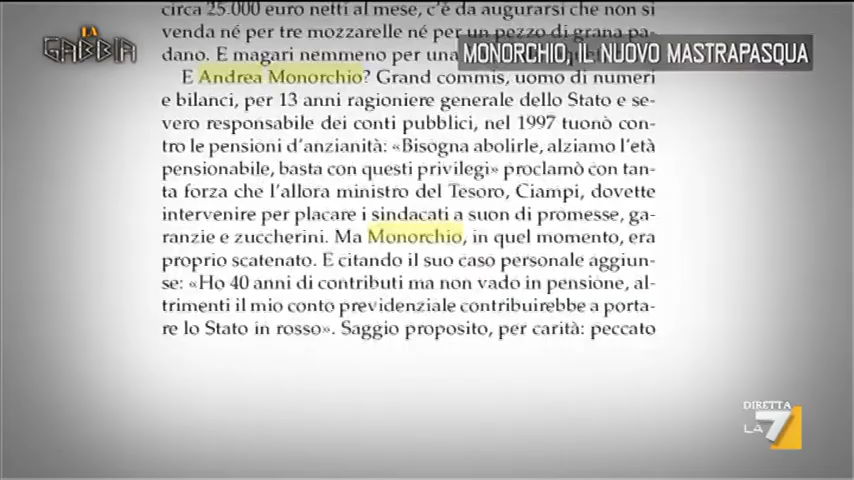 circa 25.000 euro netti al mese, c'è da augurarsi che non si
venda né per tre mozzarelle né per un pezzo di grana pa-
dano. E magari nemmeno per una
LA
GABBIA
MONORCHIO, IL NUOVO MASTRAPASQUA
E Andrea Monorchio? Grand commis, uomo di numeri
e bilanci, per 13 anni ragioniere generale dello Stato e se-
vero responsabile dei conti pubblici, nel 1997 tuonò con-
tro le pensioni d'anzianità: «Bisogna abolirle, alziamo l'età
pensionabile, basta con questi privilegi» proclamò con tan-
ta forza che l'allora ministro del Tesoro, Ciampi, dovette
intervenire per placare i sindacati a suon di promesse, ga-
ranzie e zuccherini. Ma Monorchio, in quel momento, era
proprio scatenato. E citando il suo caso personale aggiun-
se: «Ho 40 anni di contributi ma non vado in pensione, al-
trimenti il mio conto previdenziale contribuirebbe a porta-
re lo Stato in rosso». Saggio proposito, per carità: peccato
DIRETTA
LA7